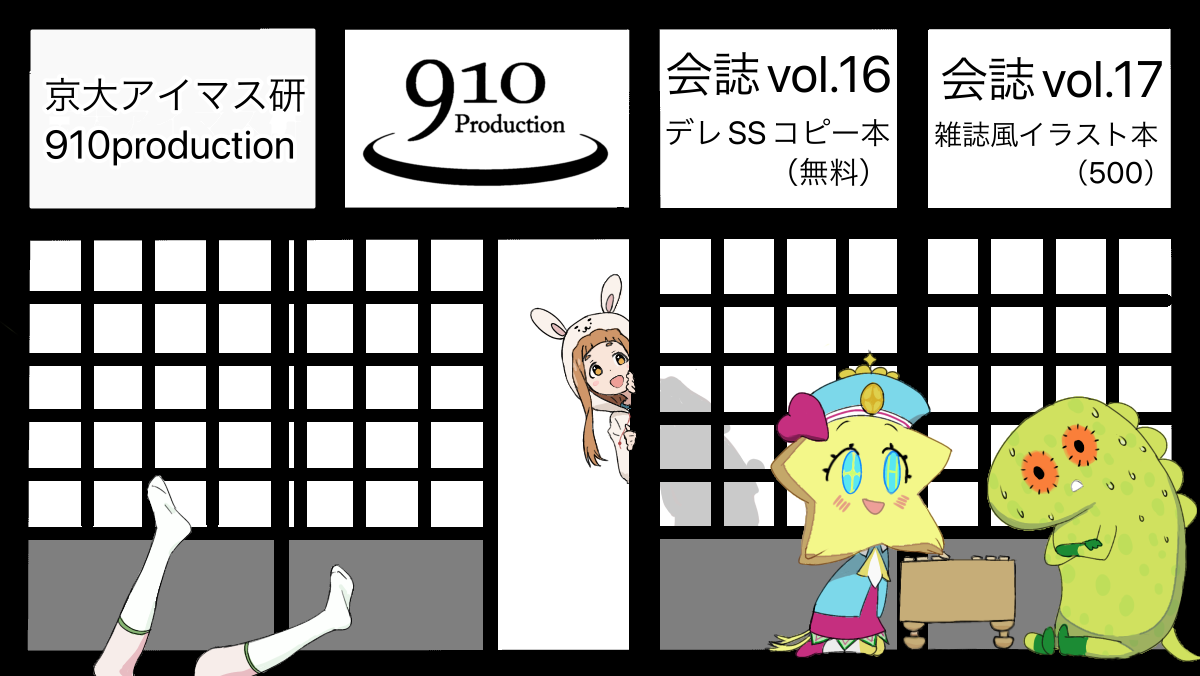 京大アイマス研
910production
910
Production
会誌 vol.16
デレ SS コピー本
（無料）
会誌 vol.17
雑誌風イラスト本
（500）